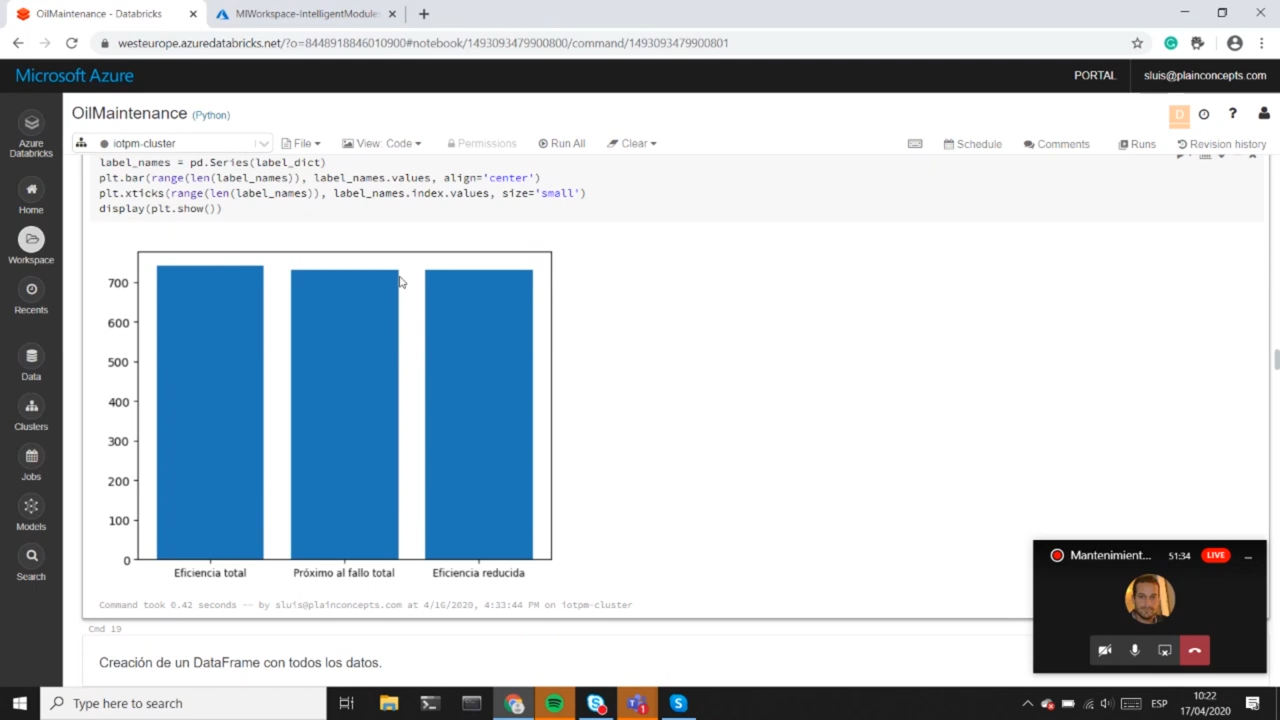 OilMaintenance - Databricks
MlWorkspace-IntelligentModule
westeurope.azuredatabricks.net/?o=8448918846010900#notebook/1493093479900800/command/1493093479900801
Microsoft Azure
PORTAL
sluis@plainconcepts.com
OilMaintenance (Python)
D
?
iotpm-cluster
File
View: Code
Permissions
Run All
Clear
Schedule
Comments
Runs
Revision history
Azure
Databricks
Home
Workspace
Recents
Data
Clusters
Jobs
Models
Search
label_names = pd.Series(label_dict)
plt.bar(range(len(label_names)), label_names.values, align='center')
plt.xticks(range(len(label_names)), label_names.index.values, size='small')
display(plt.show())
700
600
500
400
300
200
100
0
Eficiencia total
Próximo al fallo total
Eficiencia reducida
Command took 0.42 seconds -- by sluis@plainconcepts.com at 4/16/2020, 4:33:44 PM on iotpm-cluster
Cmd 19
Creación de un DataFrame con todos los datos.
Mantenimient... 51:34 LIVE
Type here to search
ESP
10:22
17/04/2020